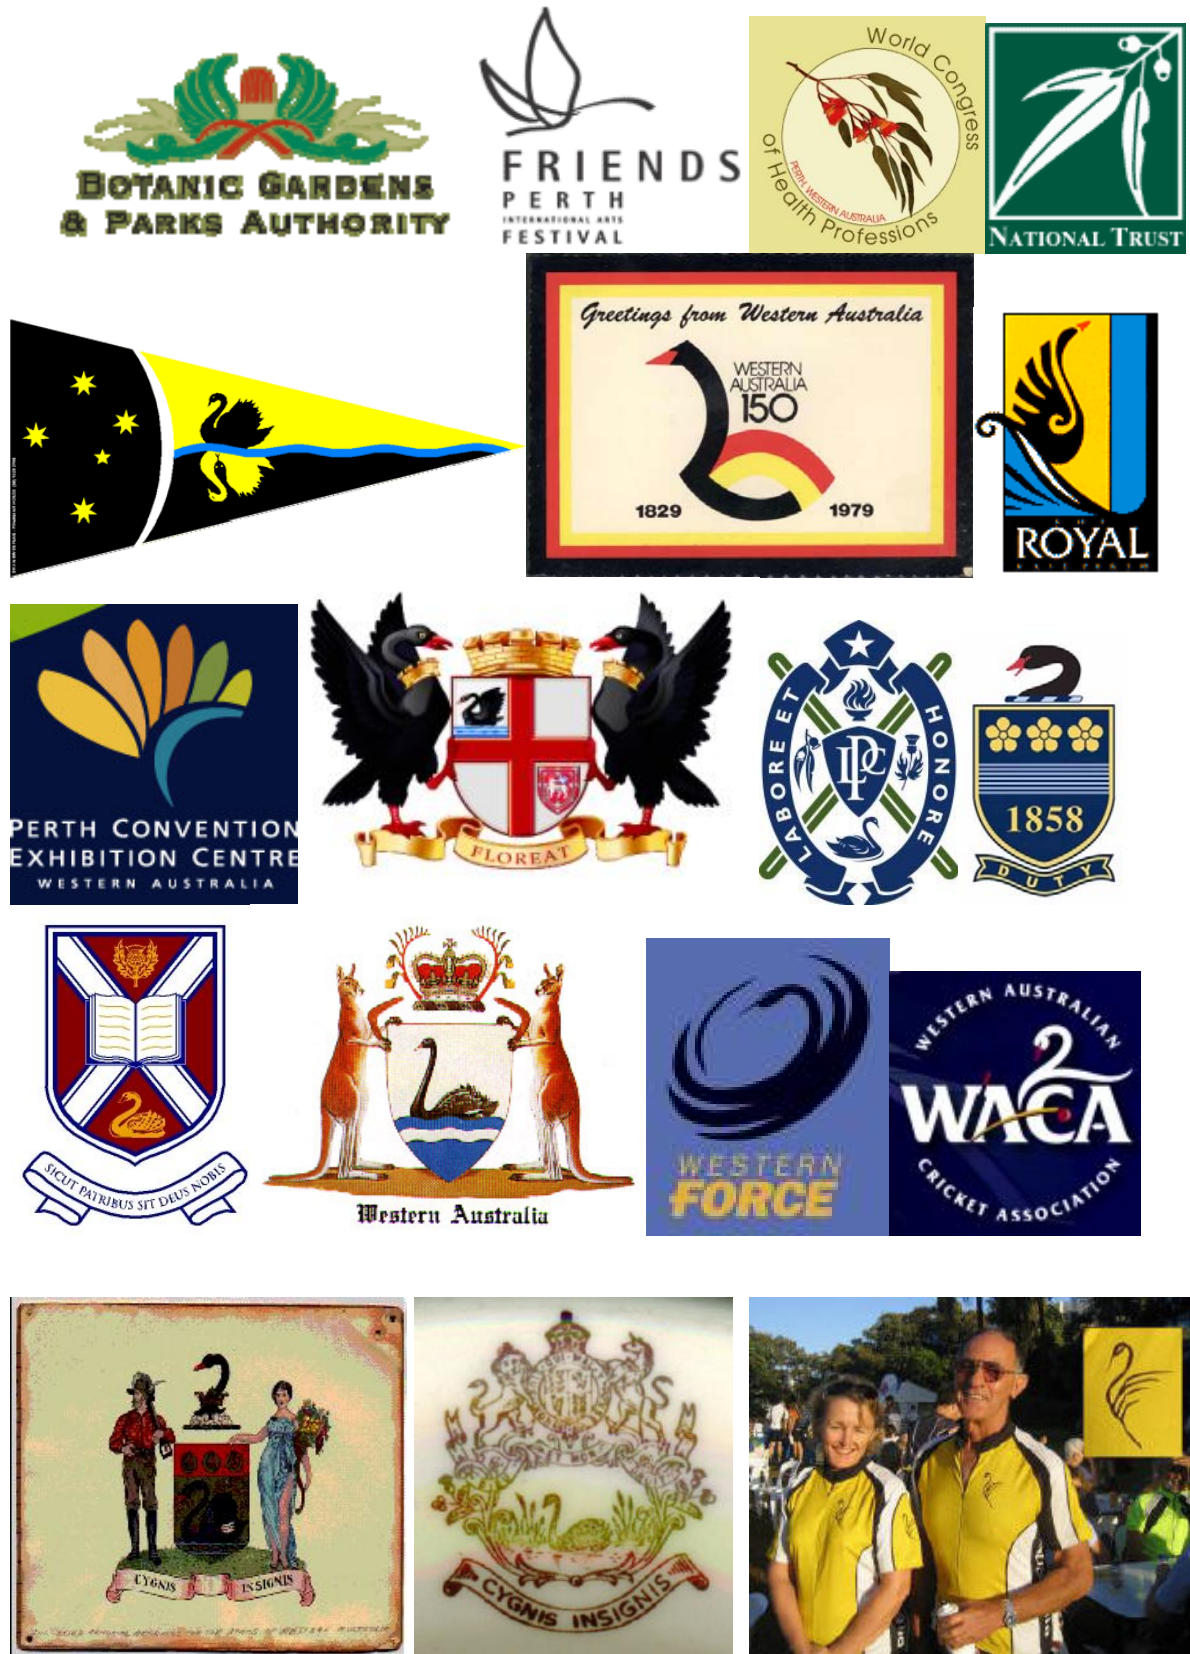 BOTANIC GARDENS
& PARKS AUTHORITY
FRIENDS
PERTH
INTERNATIONAL ARTS
FESTIVAL
World Congress
of Health Professions
PERTH, WESTERN AUSTRALIA
NATIONAL TRUST
Greetings from Western Australia
WESTERN
AUSTRALIA
150
1829 1979
ROYAL
PERTH CONVENTION
EXHIBITION CENTRE
WESTERN AUSTRALIA
FLOREAT
LABORE ET HONORE
PLC
1858
DUTY
SICUT PATRIBUS SIT DEUS NOBIS
Western Australia
WESTERN
FORCE
WESTERN AUSTRALIAN
WACA
CRICKET ASSOCIATION
CYGNIS INSIGNIS
CYGNIS INSIGNIS